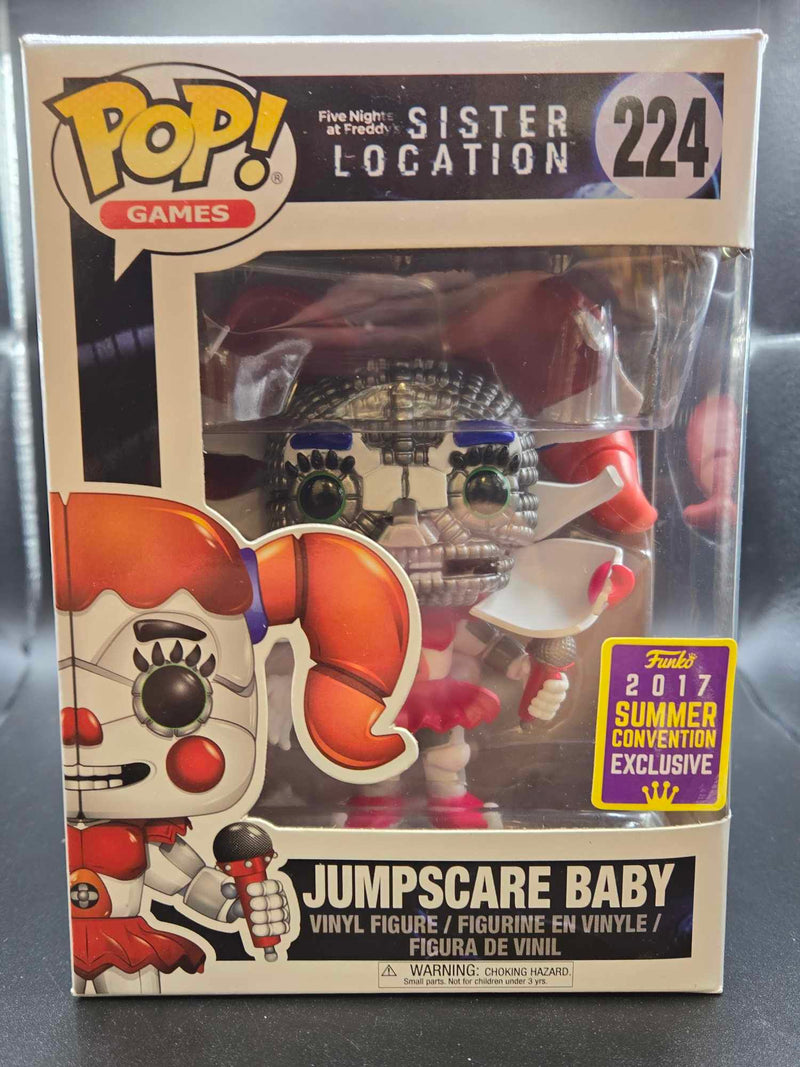 POP!®
GAMES
Five Nights
at Freddy's
SISTER
LOCATION
224
Funko
2017
SUMMER
CONVENTION
EXCLUSIVE
JUMPSCARE BABY
VINYL FIGURE / FIGURINE EN VINYLE /
FIGURA DE VINIL
WARNING: CHOKING HAZARD.
Small parts. Not for children under 3 yrs.